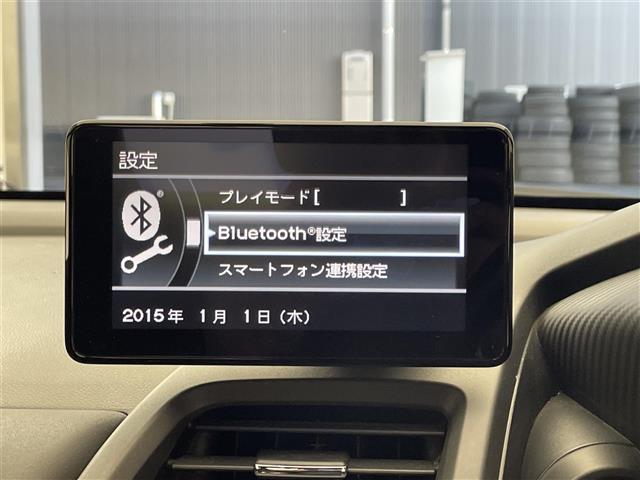 設定
プレイモード[ ]
Bluetooth®設定
スマートフォン連携設定
2015年 1月 1日(木)